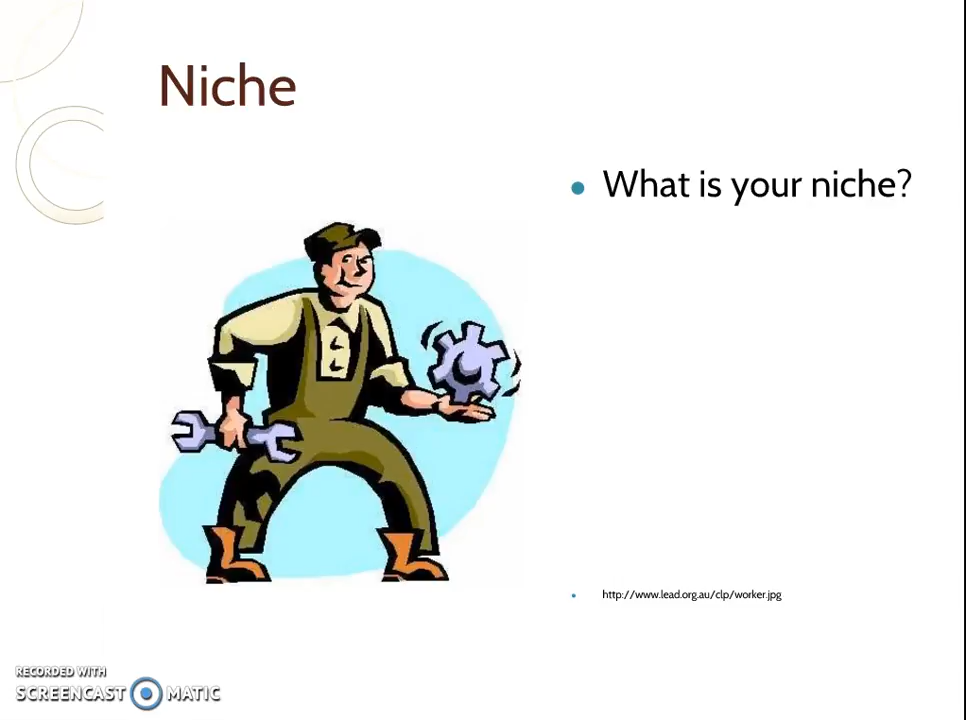 Niche
What is your niche?
http://www.lead.org.au/clp/worker.jpg
RECORDED WITH
SCREENCAST MATIC